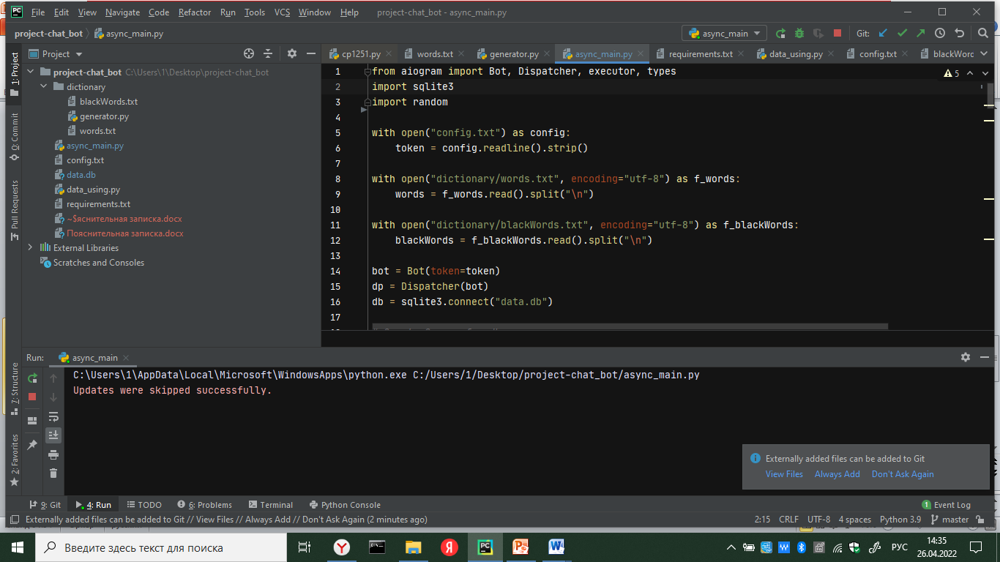 PC File Edit View Navigate Code Refactor Run Tools VCS Window Help project-chat_bot - async_main.py
project-chat_bot async_main.py async_main Git:
Project cp1251.py words.txt generator.py async_main.py requirements.txt data_using.py config.txt blackWorc
1: Project
0: Commit
Pull Requests
7: Structure
2: Favorites
project-chat_bot C:\Users\1\Desktop\project-chat_bot
dictionary
blackWords.txt
generator.py
words.txt
async_main.py
config.txt
data.db
data_using.py
requirements.txt
~$яснительная записка.docx
Пояснительная записка.docx
External Libraries
Scratches and Consoles
5
1 from aiogram import Bot, Dispatcher, executor, types
2 import sqlite3
3 import random
4
5 with open("config.txt") as config:
6 token = config.readline().strip()
7
8 with open("dictionary/words.txt", encoding="utf-8") as f_words:
9 words = f_words.read().split("\n")
10
11 with open("dictionary/blackWords.txt", encoding="utf-8") as f_blackWords:
12 blackWords = f_blackWords.read().split("\n")
13
14 bot = Bot(token=token)
15 dp = Dispatcher(bot)
16 db = sqlite3.connect("data.db")
17
Run: async_main
C:\Users\1\AppData\Local\Microsoft\WindowsApps\python.exe C:/Users/1/Desktop/project-chat_bot/async_main.py
Updates were skipped successfully.
Externally added files can be added to Git
View Files Always Add Don't Ask Again
9: Git 4: Run TODO 6: Problems Terminal Python Console 1 Event Log
Externally added files can be added to Git // View Files // Always Add // Don't Ask Again (2 minutes ago) 2:15 CRLF UTF-8 4 spaces Python 3.9 master
Введите здесь текст для поиска
РУС
14:35
26.04.2022